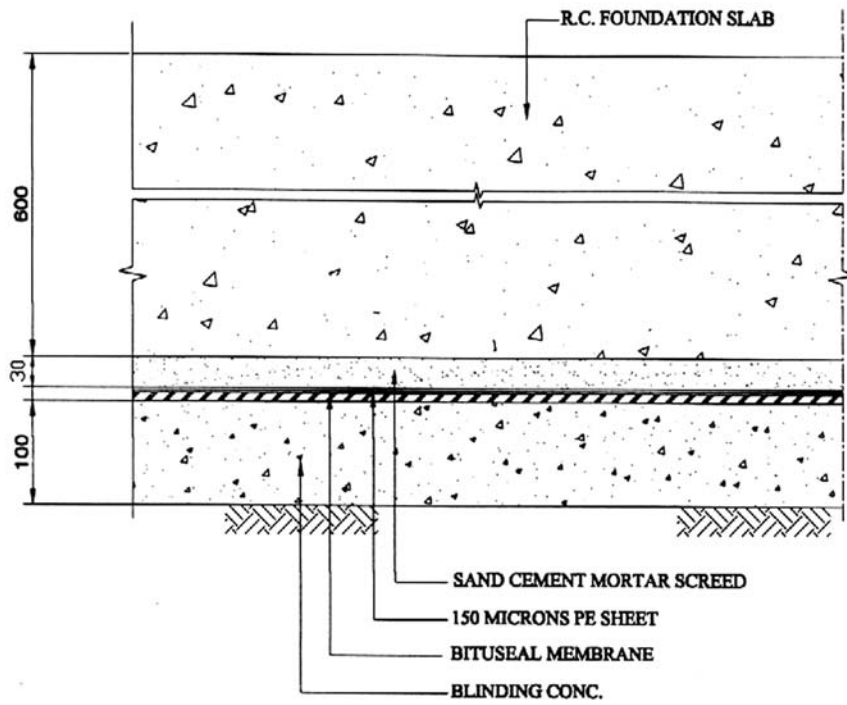 R.C. FOUNDATION SLAB
600
30
100
SAND CEMENT MORTAR SCREED
150 MICRONS PE SHEET
BITUSEAL MEMBRANE
BLINDING CONC.